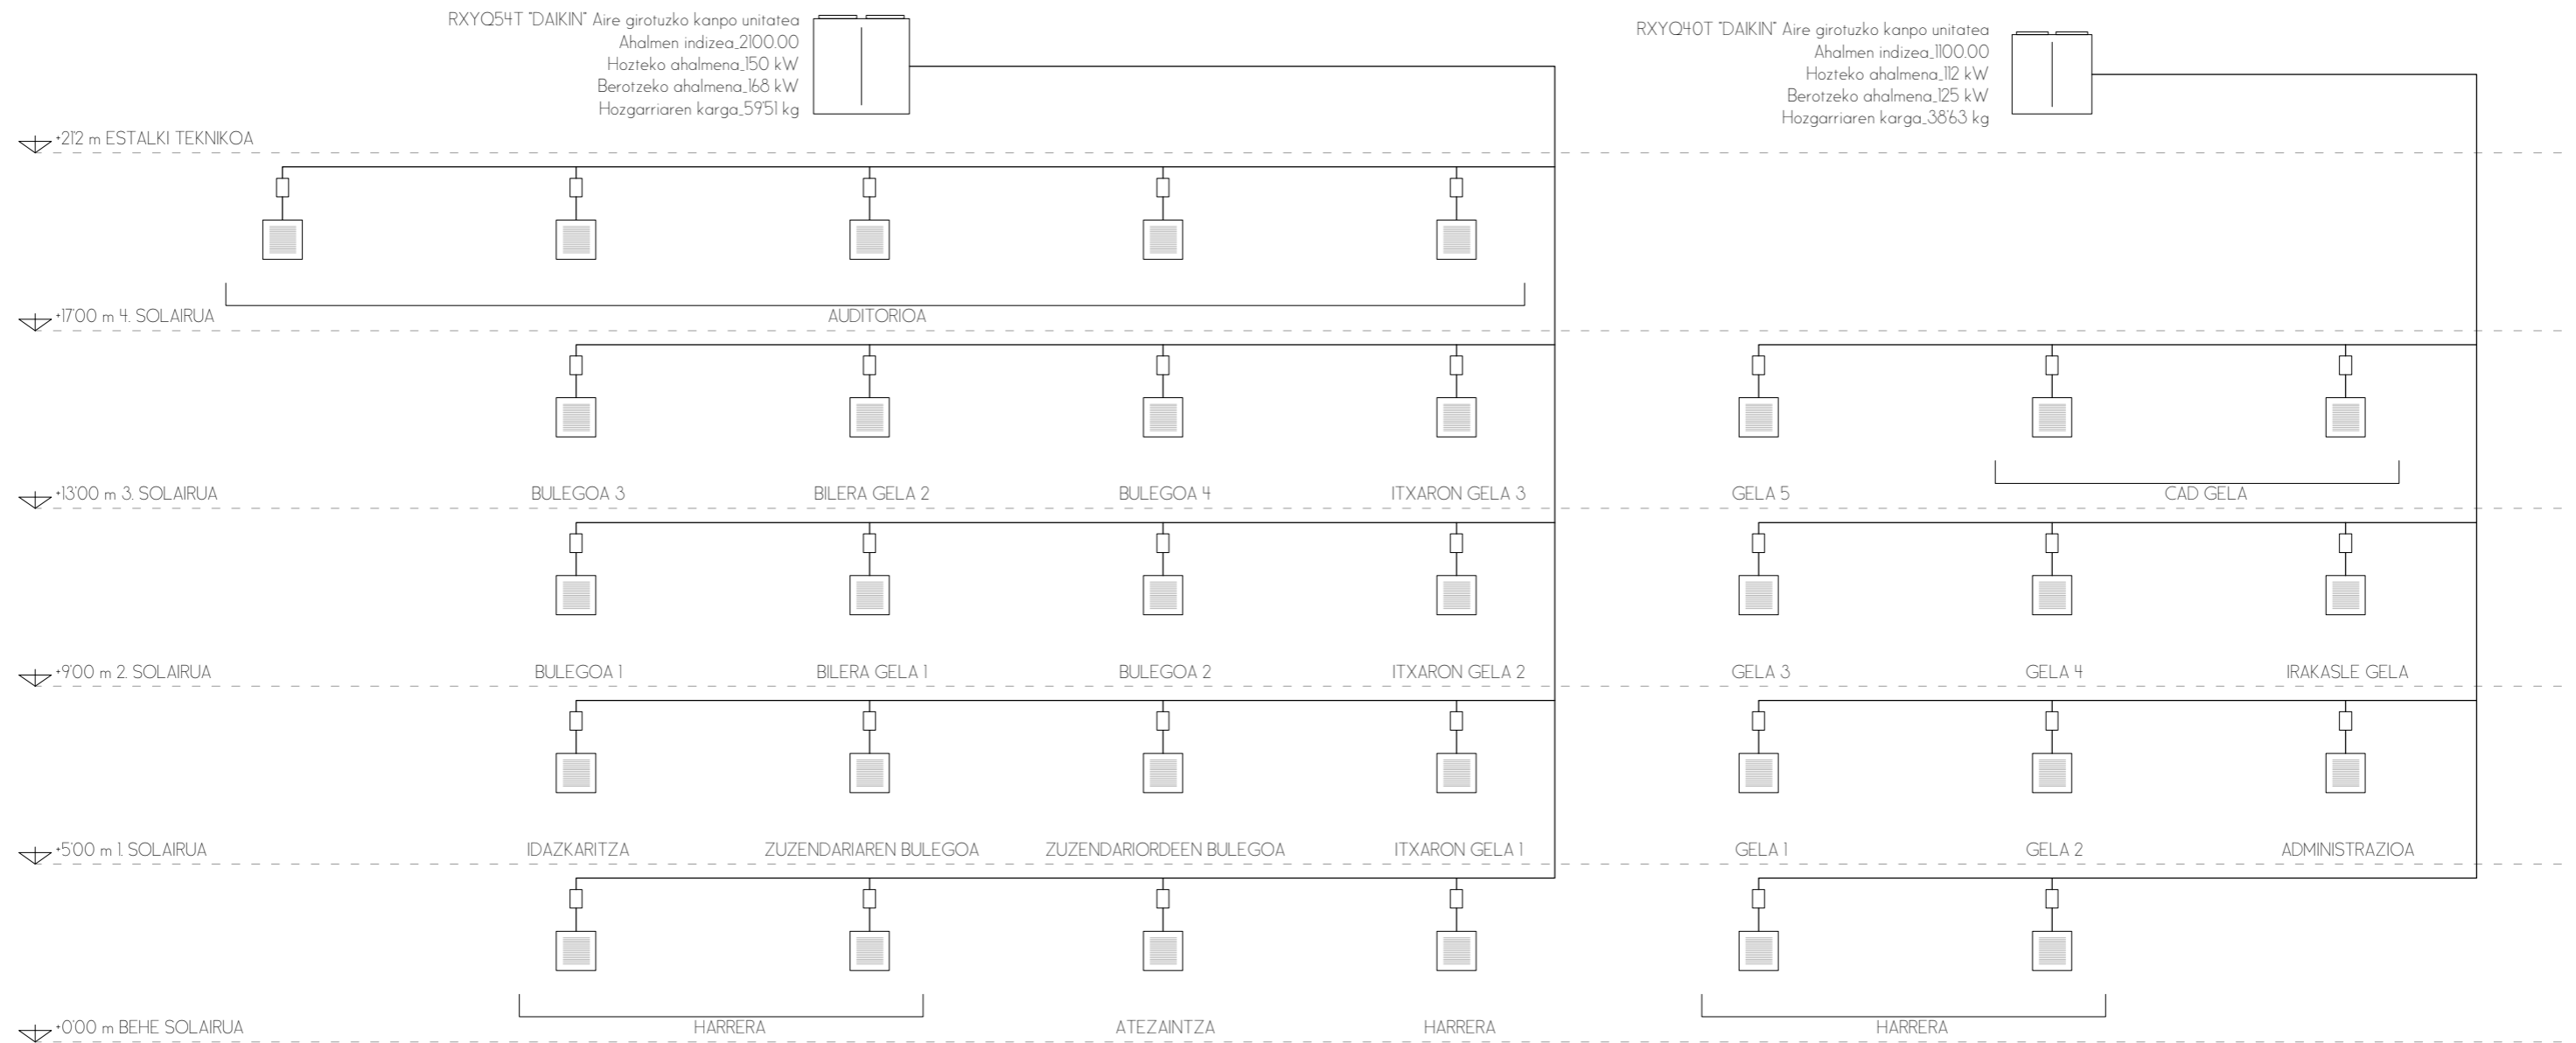 RXYQ54T "DAIKIN" Aire girotuzko kanpo unitatea
Ahalmen indizea_2100.00
Hozteko ahalmena_150 kW
Berotzeko ahalmena_168 kW
Hozgarriaren karga_59'51 kg
RXYQ40T "DAIKIN" Aire girotuzko kanpo unitatea
Ahalmen indizea_1100.00
Hozteko ahalmena_112 kW
Berotzeko ahalmena_125 kW
Hozgarriaren karga_38'63 kg
+21'2 m ESTALKI TEKNIKOA
+17'00 m 4. SOLAIRUA
AUDITORIOA
+13'00 m 3. SOLAIRUA
BULEGOA 3
BILERA GELA 2
BULEGOA 4
ITXARON GELA 3
GELA 5
CAD GELA
+9'00 m 2. SOLAIRUA
BULEGOA 1
BILERA GELA 1
BULEGOA 2
ITXARON GELA 2
GELA 3
GELA 4
IRAKASLE GELA
+5'00 m 1. SOLAIRUA
IDAZKARITZA
ZUZENDARIAREN BULEGOA
ZUZENDARIORDEEN BULEGOA
ITXARON GELA 1
GELA 1
GELA 2
ADMINISTRAZIOA
+0'00 m BEHE SOLAIRUA
HARRERA
ATEZAINTZA
HARRERA
HARRERA